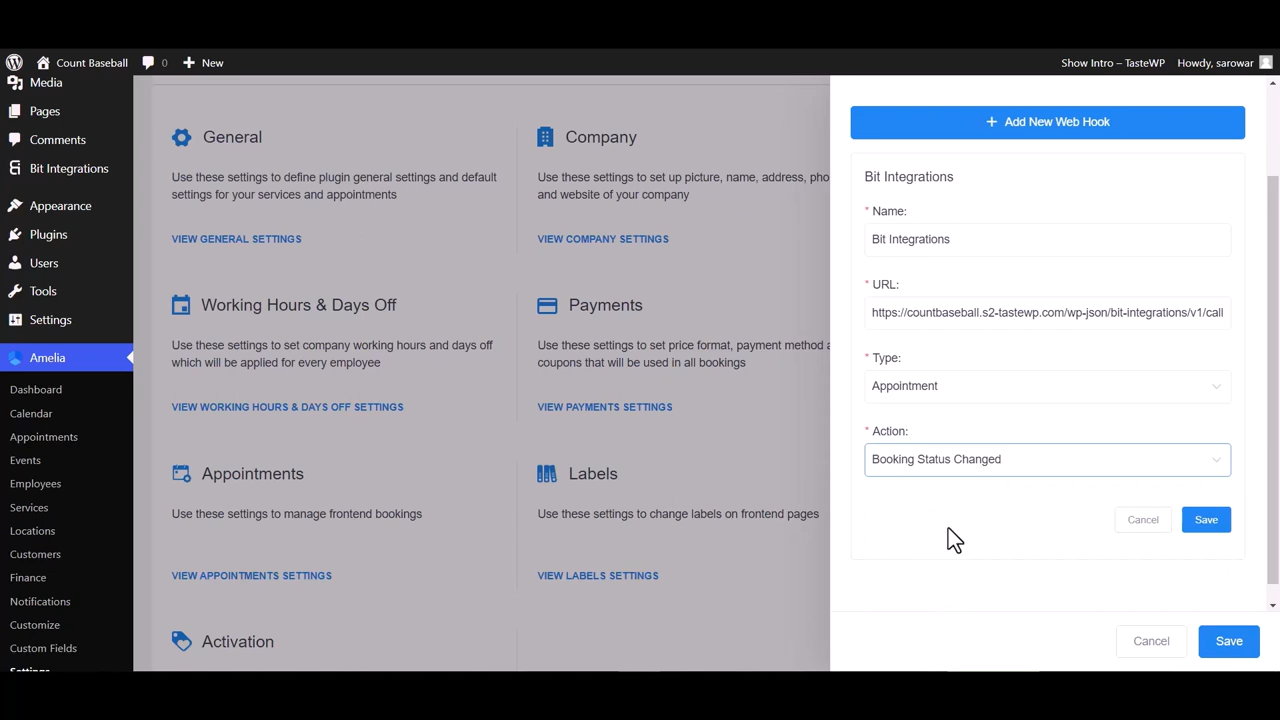 Count Baseball
0
New
Show Intro – TasteWP
Howdy, sarowar
Media
Pages
Comments
Bit Integrations
Appearance
Plugins
Users
Tools
Settings
Amelia
Dashboard
Calendar
Appointments
Events
Employees
Services
Locations
Customers
Finance
Notifications
Customize
Custom Fields
Settings
General
Use these settings to define plugin general settings and default
settings for your services and appointments
VIEW GENERAL SETTINGS
Company
Use these settings to set up picture, name, address, pho
and website of your company
VIEW COMPANY SETTINGS
Working Hours & Days Off
Use these settings to set company working hours and days off
which will be applied for every employee
VIEW WORKING HOURS & DAYS OFF SETTINGS
Payments
Use these settings to set price format, payment method a
coupons that will be used in all bookings
VIEW PAYMENTS SETTINGS
Appointments
Use these settings to manage frontend bookings
VIEW APPOINTMENTS SETTINGS
Labels
Use these settings to change labels on frontend pages
VIEW LABELS SETTINGS
Activation
+ Add New Web Hook
Bit Integrations
* Name:
Bit Integrations
* URL:
https://countbaseball.s2-tastewp.com/wp-json/bit-integrations/v1/call
* Type:
Appointment
* Action:
Booking Status Changed
Cancel
Save
Cancel
Save